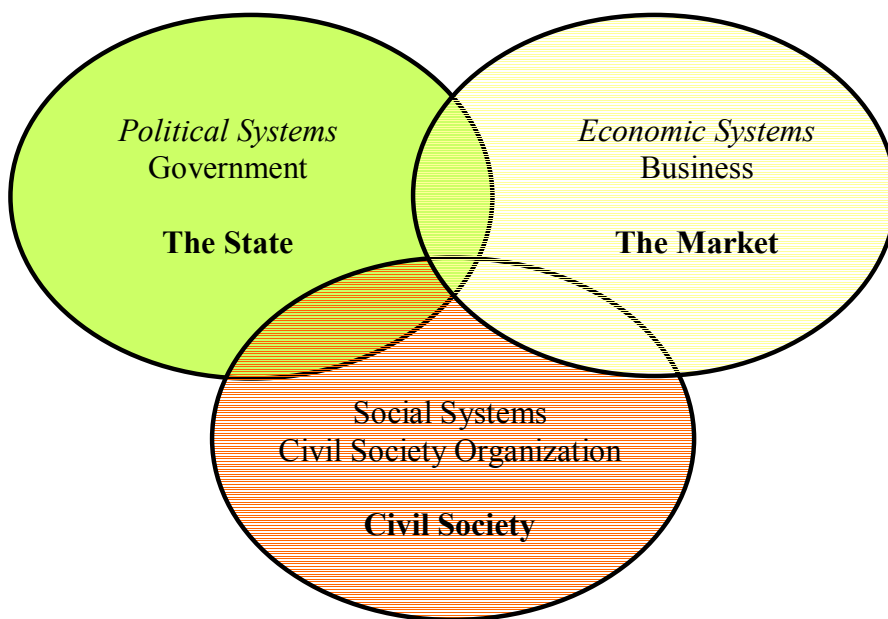 Political Systems
Government
The State
Economic Systems
Business
The Market
Social Systems
Civil Society Organization
Civil Society